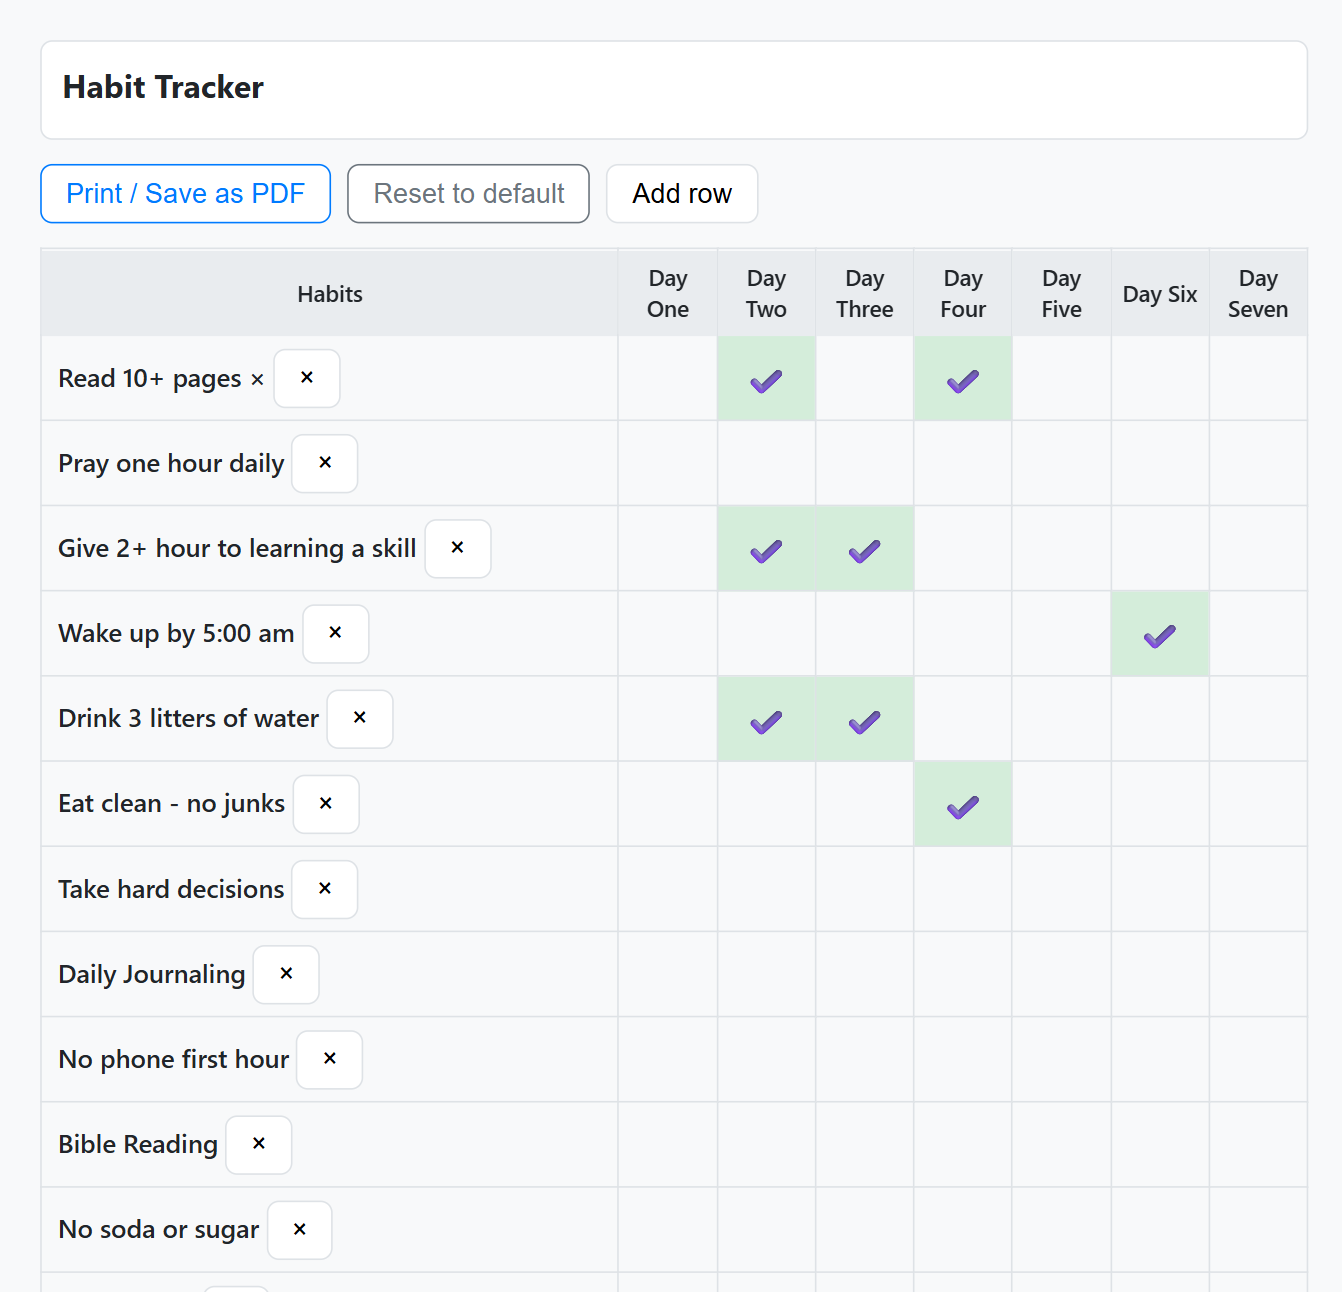 Habit Tracker
Print / Save as PDF Reset to default Add row
Habits Day One Day Two Day Three Day Four Day Five Day Six Day Seven
Read 10+ pages × × ✔ ✔
Pray one hour daily ×
Give 2+ hour to learning a skill × ✔ ✔
Wake up by 5:00 am × ✔
Drink 3 litters of water × ✔ ✔
Eat clean - no junks × ✔
Take hard decisions ×
Daily Journaling ×
No phone first hour ×
Bible Reading ×
No soda or sugar ×